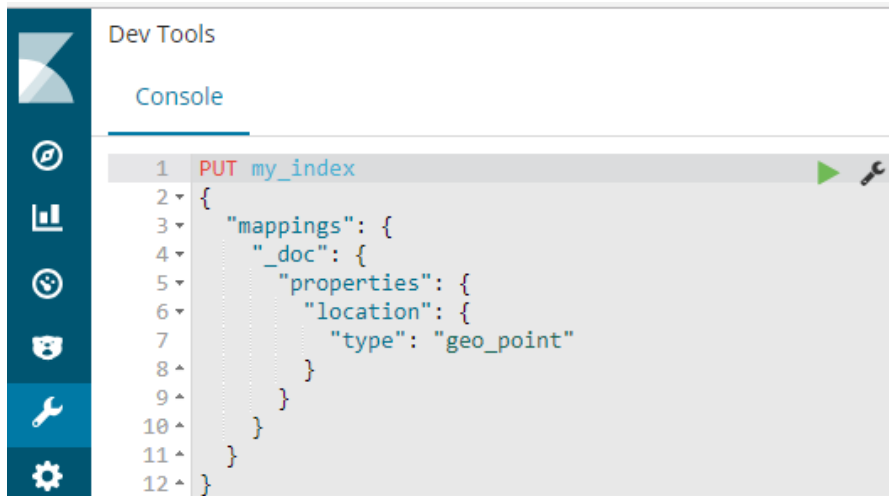 Dev Tools
Console
1 PUT my_index
2 {
3   "mappings": {
4     "_doc": {
5       "properties": {
6         "location": {
7           "type": "geo_point"
8         }
9       }
10     }
11   }
12 }